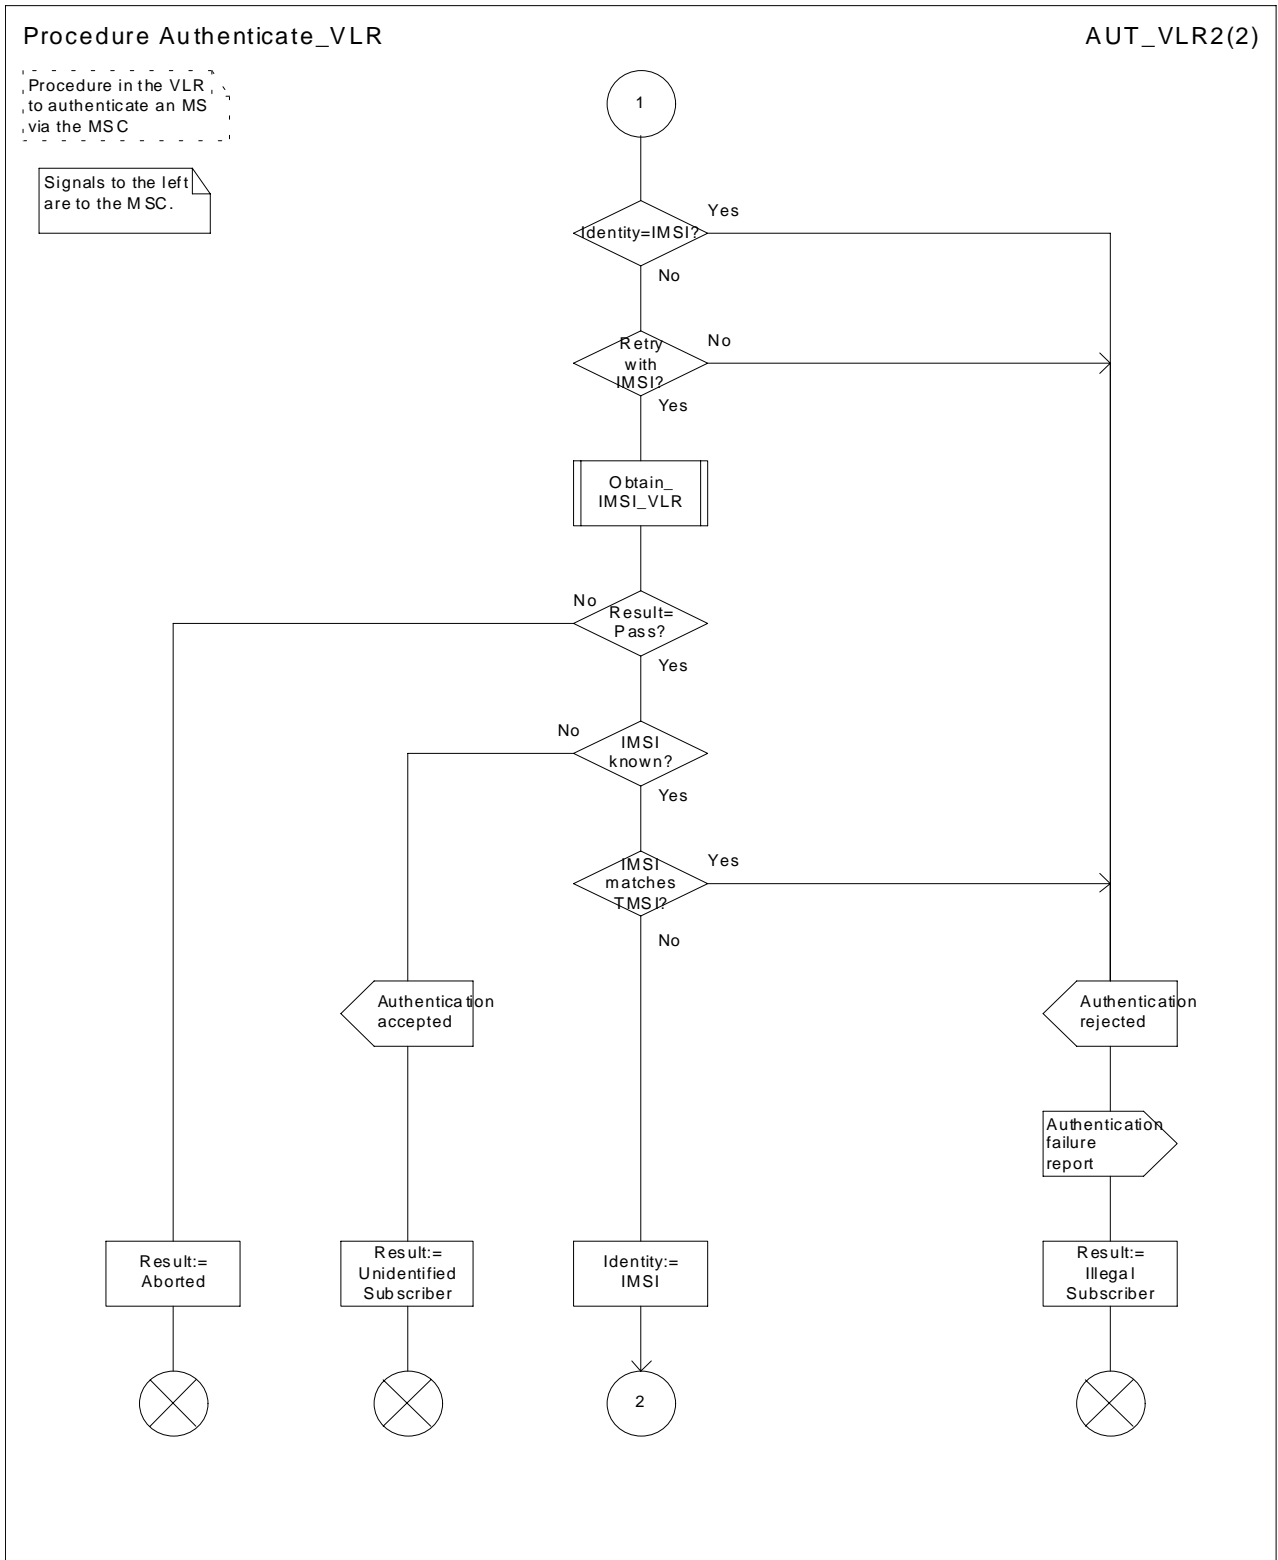 Procedure Authenticate_VLR
AUT_VLR2(2)
Procedure in the VLR
to authenticate an MS
via the MSC
Signals to the left
are to the MSC.
1
Identity=IMSI?
Yes
No
Retry
with
IMSI?
No
Yes
Obtain_
IMSI_VLR
Result=
Pass?
No
Yes
IMSI
known?
No
Yes
IMSI
matches
TMSI?
Yes
No
Authentication
accepted
Authentication
rejected
Authentication
failure
report
Result:=
Aborted
Result:=
Unidentified
Subscriber
Identity:=
IMSI
Result:=
Illegal
Subscriber
2